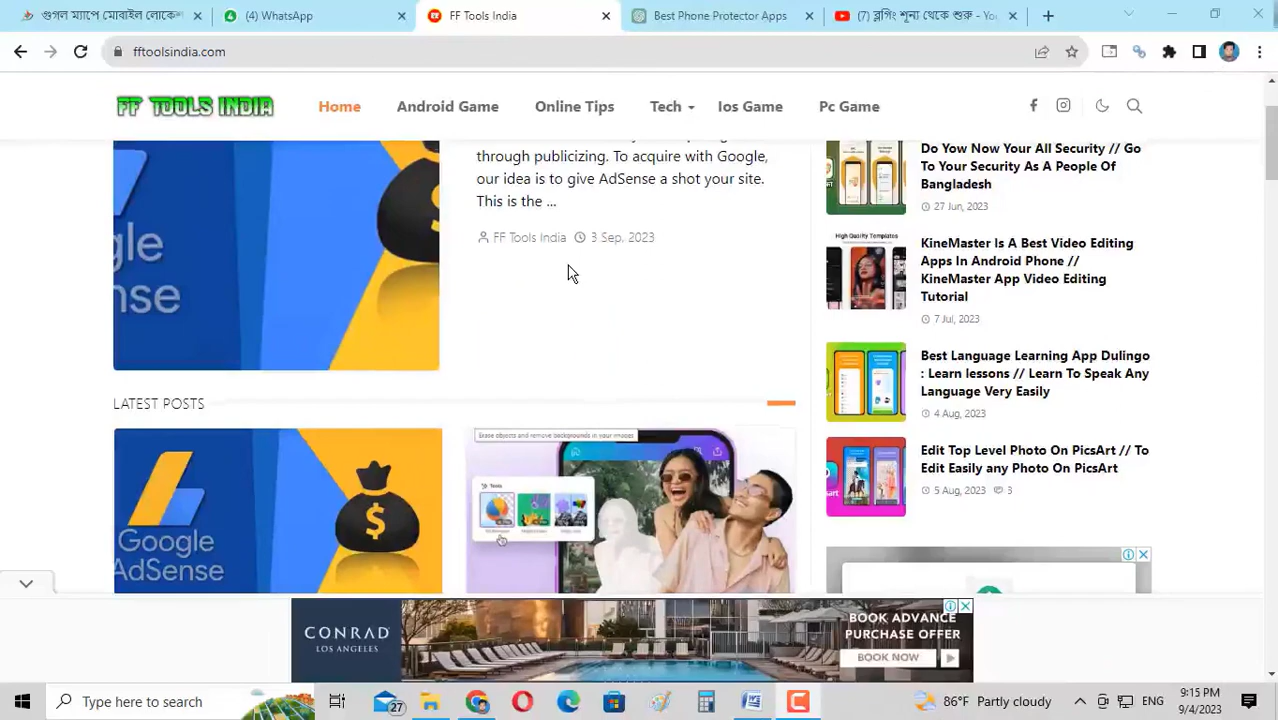 গুগল ম্যাপে মোবাইল লোকে
(4) WhatsApp
FF Tools India
Best Phone Protector Apps
(7) ব্লগিং শূন্য থেকে শুরু - Yo
fftoolsindia.com
FF TOOLS INDIA
Home
Android Game
Online Tips
Tech
Ios Game
Pc Game
through publicizing. To acquire with Google,
our idea is to give AdSense a shot your site.
This is the ...
FF Tools India
3 Sep, 2023
ogle
ense
Do Yow Now Your All Security // Go
To Your Security As A People Of
Bangladesh
27 Jun, 2023
High Quality Templates
KineMaster Is A Best Video Editing
Apps In Android Phone //
KineMaster App Video Editing
Tutorial
7 Jul, 2023
Best Language Learning App Dulingo
: Learn lessons // Learn To Speak Any
Language Very Easily
4 Aug, 2023
Edit Top Level Photo On PicsArt // To
Edit Easily any Photo On PicsArt
5 Aug, 2023
3
LATEST POSTS
Google
AdSense
$
Erase objects and remove backgrounds in your images
Tools
CONRAD
LOS ANGELES
BOOK ADVANCE
PURCHASE OFFER
BOOK NOW
Type here to search
27
86°F Partly cloudy
ENG
9:15 PM
9/4/2023